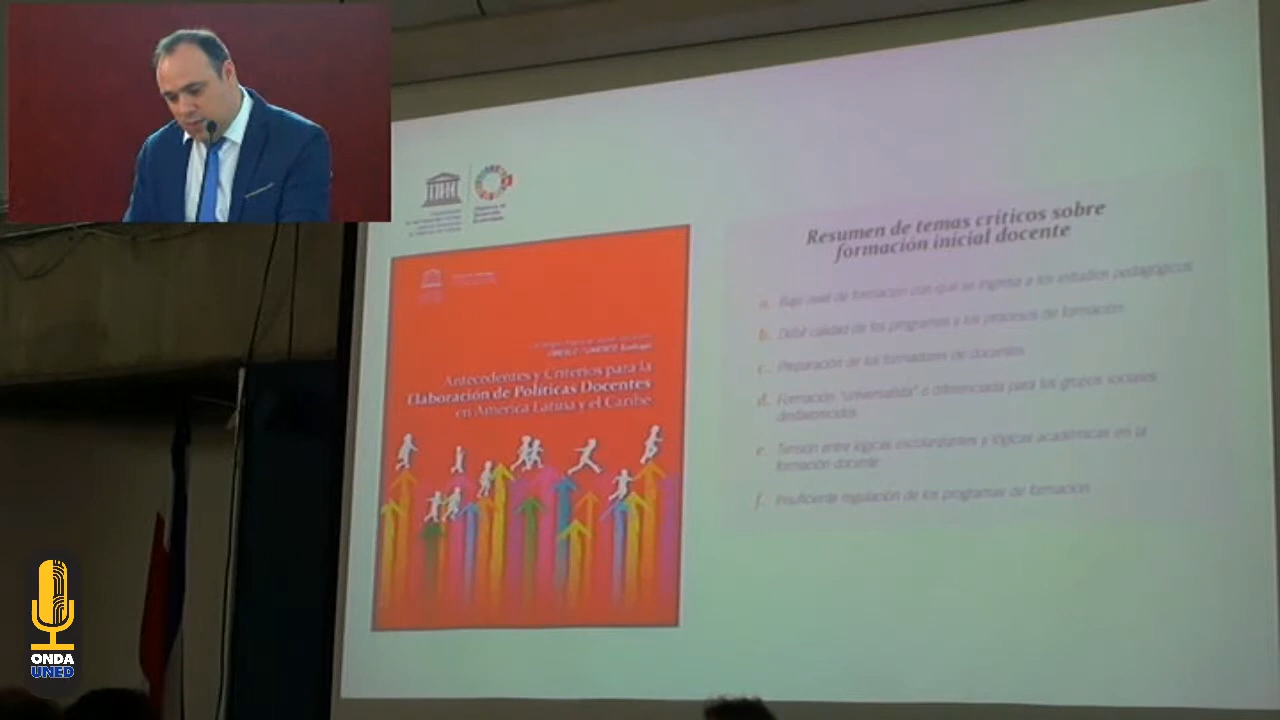 Resumen de temas críticos sobre
formación inicial docente
a. Bajo nivel de formación con que se ingresa a los estudios pedagógicos
b. Débil calidad de los programas y los procesos de formación
c. Preparación de los formadores de docentes
d. Formación "universalista" o diferenciada para los grupos sociales
desfavorecidos
e. Tensión entre lógicas escolarizantes y lógicas académicas en la
formación docente
f. Insuficiente regulación de los programas de formación
Antecedentes y Criterios para la
Elaboración de Políticas Docentes
en América Latina y el Caribe
ONDA
UNED